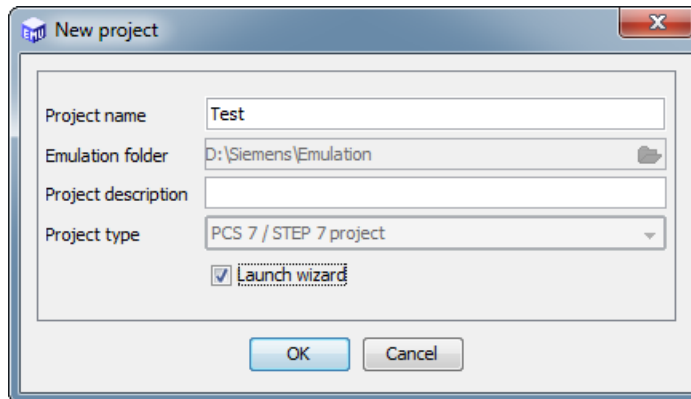 EMU New project
Project name Test
Emulation folder D:\Siemens\Emulation
Project description
Project type PCS 7 / STEP 7 project
Launch wizard
OK Cancel